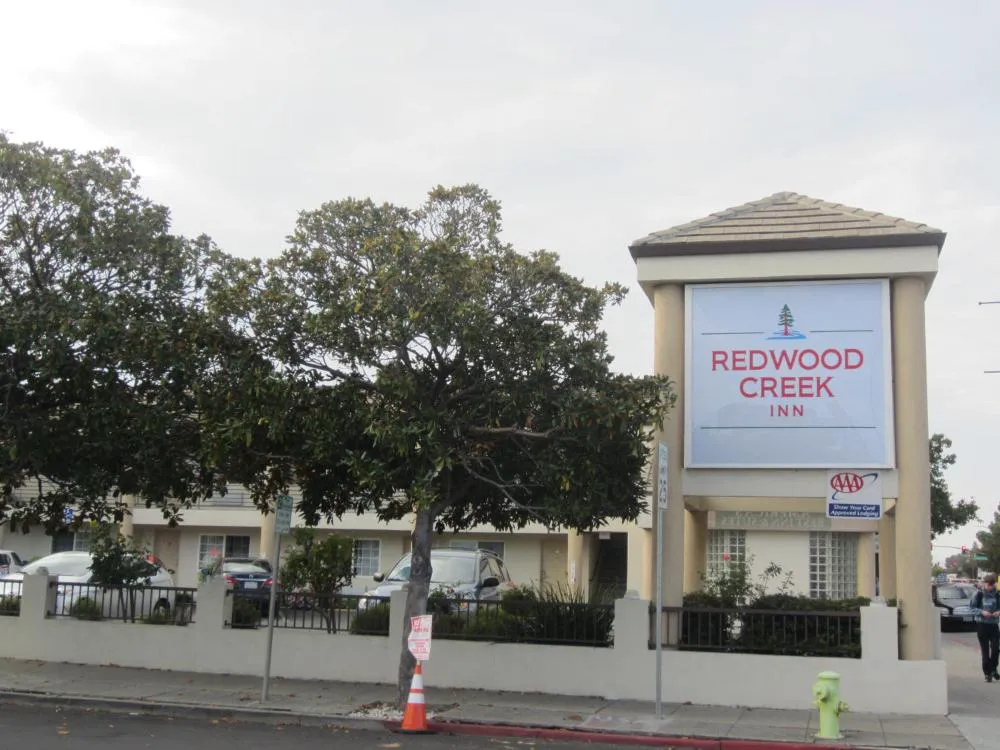 REDWOOD
CREEK
INN
AAA
Show Your Card
Approved Lodging